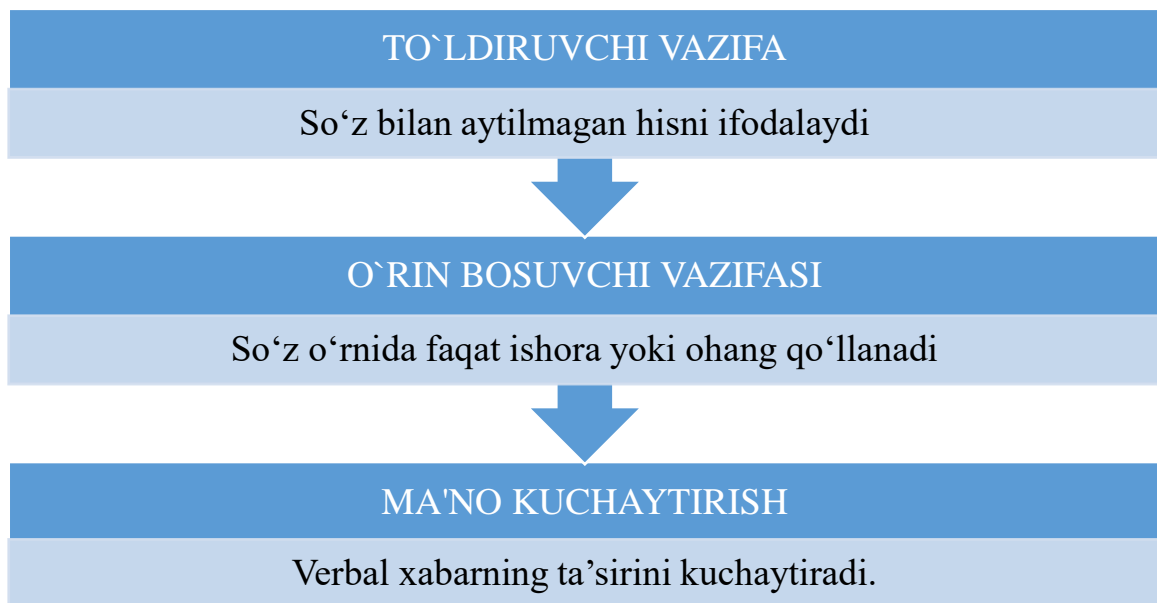 TO`LDIRUVCHI VAZIFA
So‘z bilan aytilmagan hisni ifodalaydi
O`RIN BOSUVCHI VAZIFASI
So‘z o‘rnida faqat ishora yoki ohang qo‘llanadi
MA'NO KUCHAYTIRISH
Verbal xabarning ta’sirini kuchaytiradi.